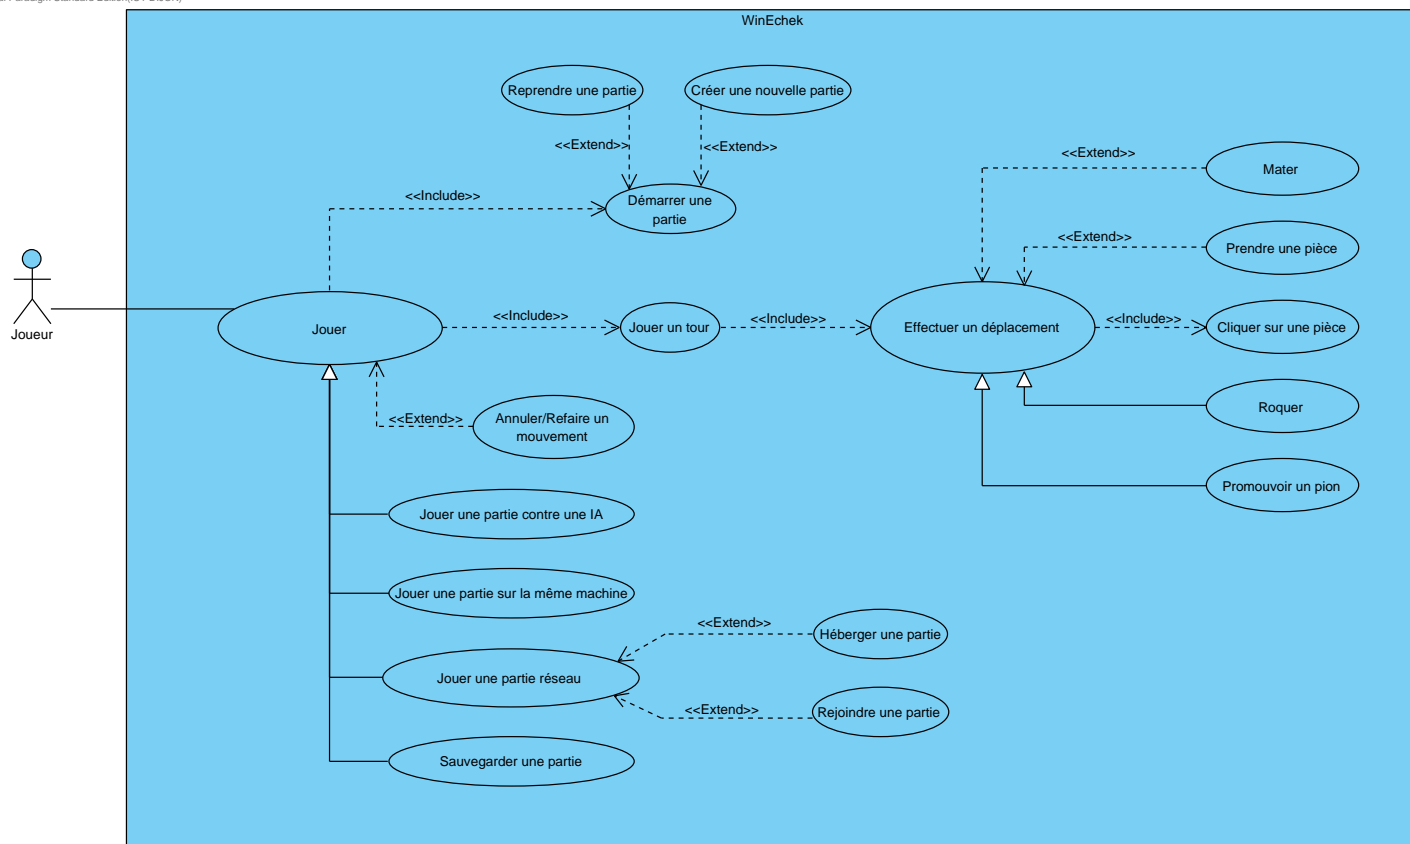 WinEchek
Reprendre une partie
Créer une nouvelle partie
<<Extend>>
<<Extend>>
<<Extend>>
Mater
<<Include>>
Démarrer une
partie
<<Extend>>
Prendre une pièce
Joueur
Jouer
<<Include>>
Jouer un tour
<<Include>>
Effectuer un déplacement
<<Include>>
Cliquer sur une pièce
<<Extend>>
Annuler/Refaire un
mouvement
Roquer
Promouvoir un pion
Jouer une partie contre une IA
Jouer une partie sur la même machine
<<Extend>>
Héberger une partie
Jouer une partie réseau
<<Extend>>
Rejoindre une partie
Sauvegarder une partie